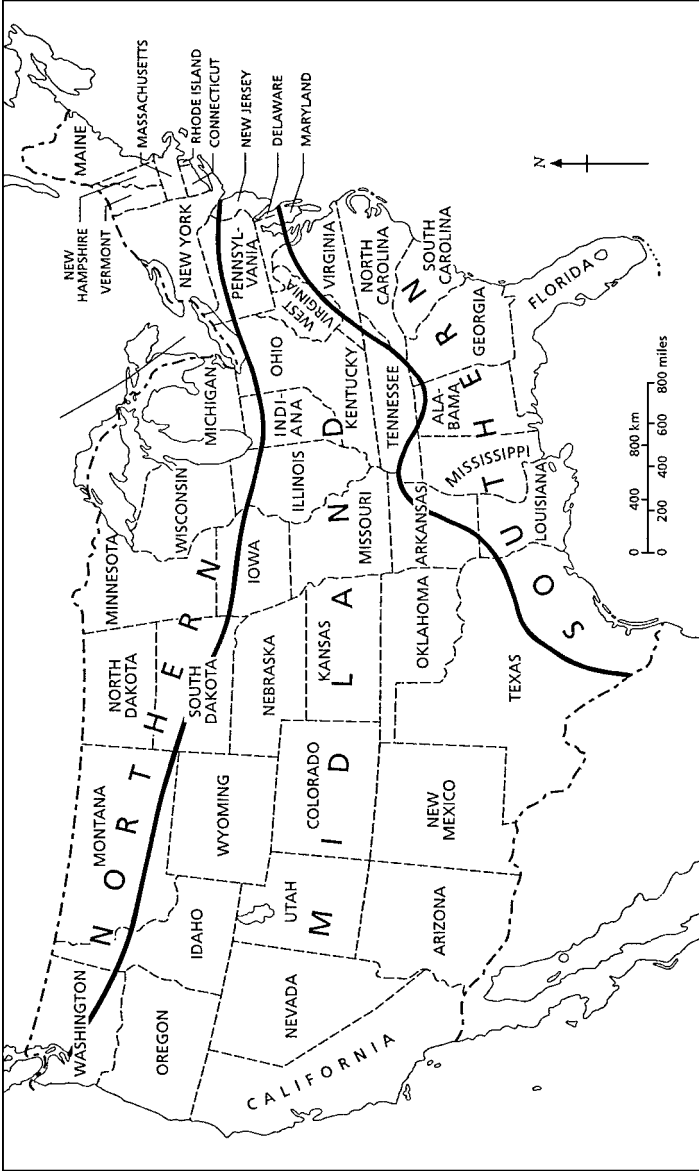 WASHINGTON
OREGON
CALIFORNIA
NEVADA
IDAHO
MONTANA
WYOMING
UTAH
COLORADO
ARIZONA
NEW
MEXICO
NORTH
DAKOTA
SOUTH
DAKOTA
NEBRASKA
KANSAS
OKLAHOMA
TEXAS
MINNESOTA
IOWA
MISSOURI
ARKANSAS
LOUISIANA
WISCONSIN
ILLINOIS
MICHIGAN
INDI-
ANA
OHIO
KENTUCKY
TENNESSEE
MISSISSIPPI
ALA-
BAMA
GEORGIA
FLORIDA
SOUTH
CAROLINA
NORTH
CAROLINA
VIRGINIA
WEST
VIRGINIA
PENNSYL-
VANIA
NEW YORK
NEW
HAMPSHIRE
VERMONT
MAINE
MASSACHUSETTS
RHODE ISLAND
CONNECTICUT
NEW JERSEY
DELAWARE
MARYLAND
NORTHERN
MIDLAND
SOUTHERN
N
0 400 800 km
0 200 400 600 800 miles